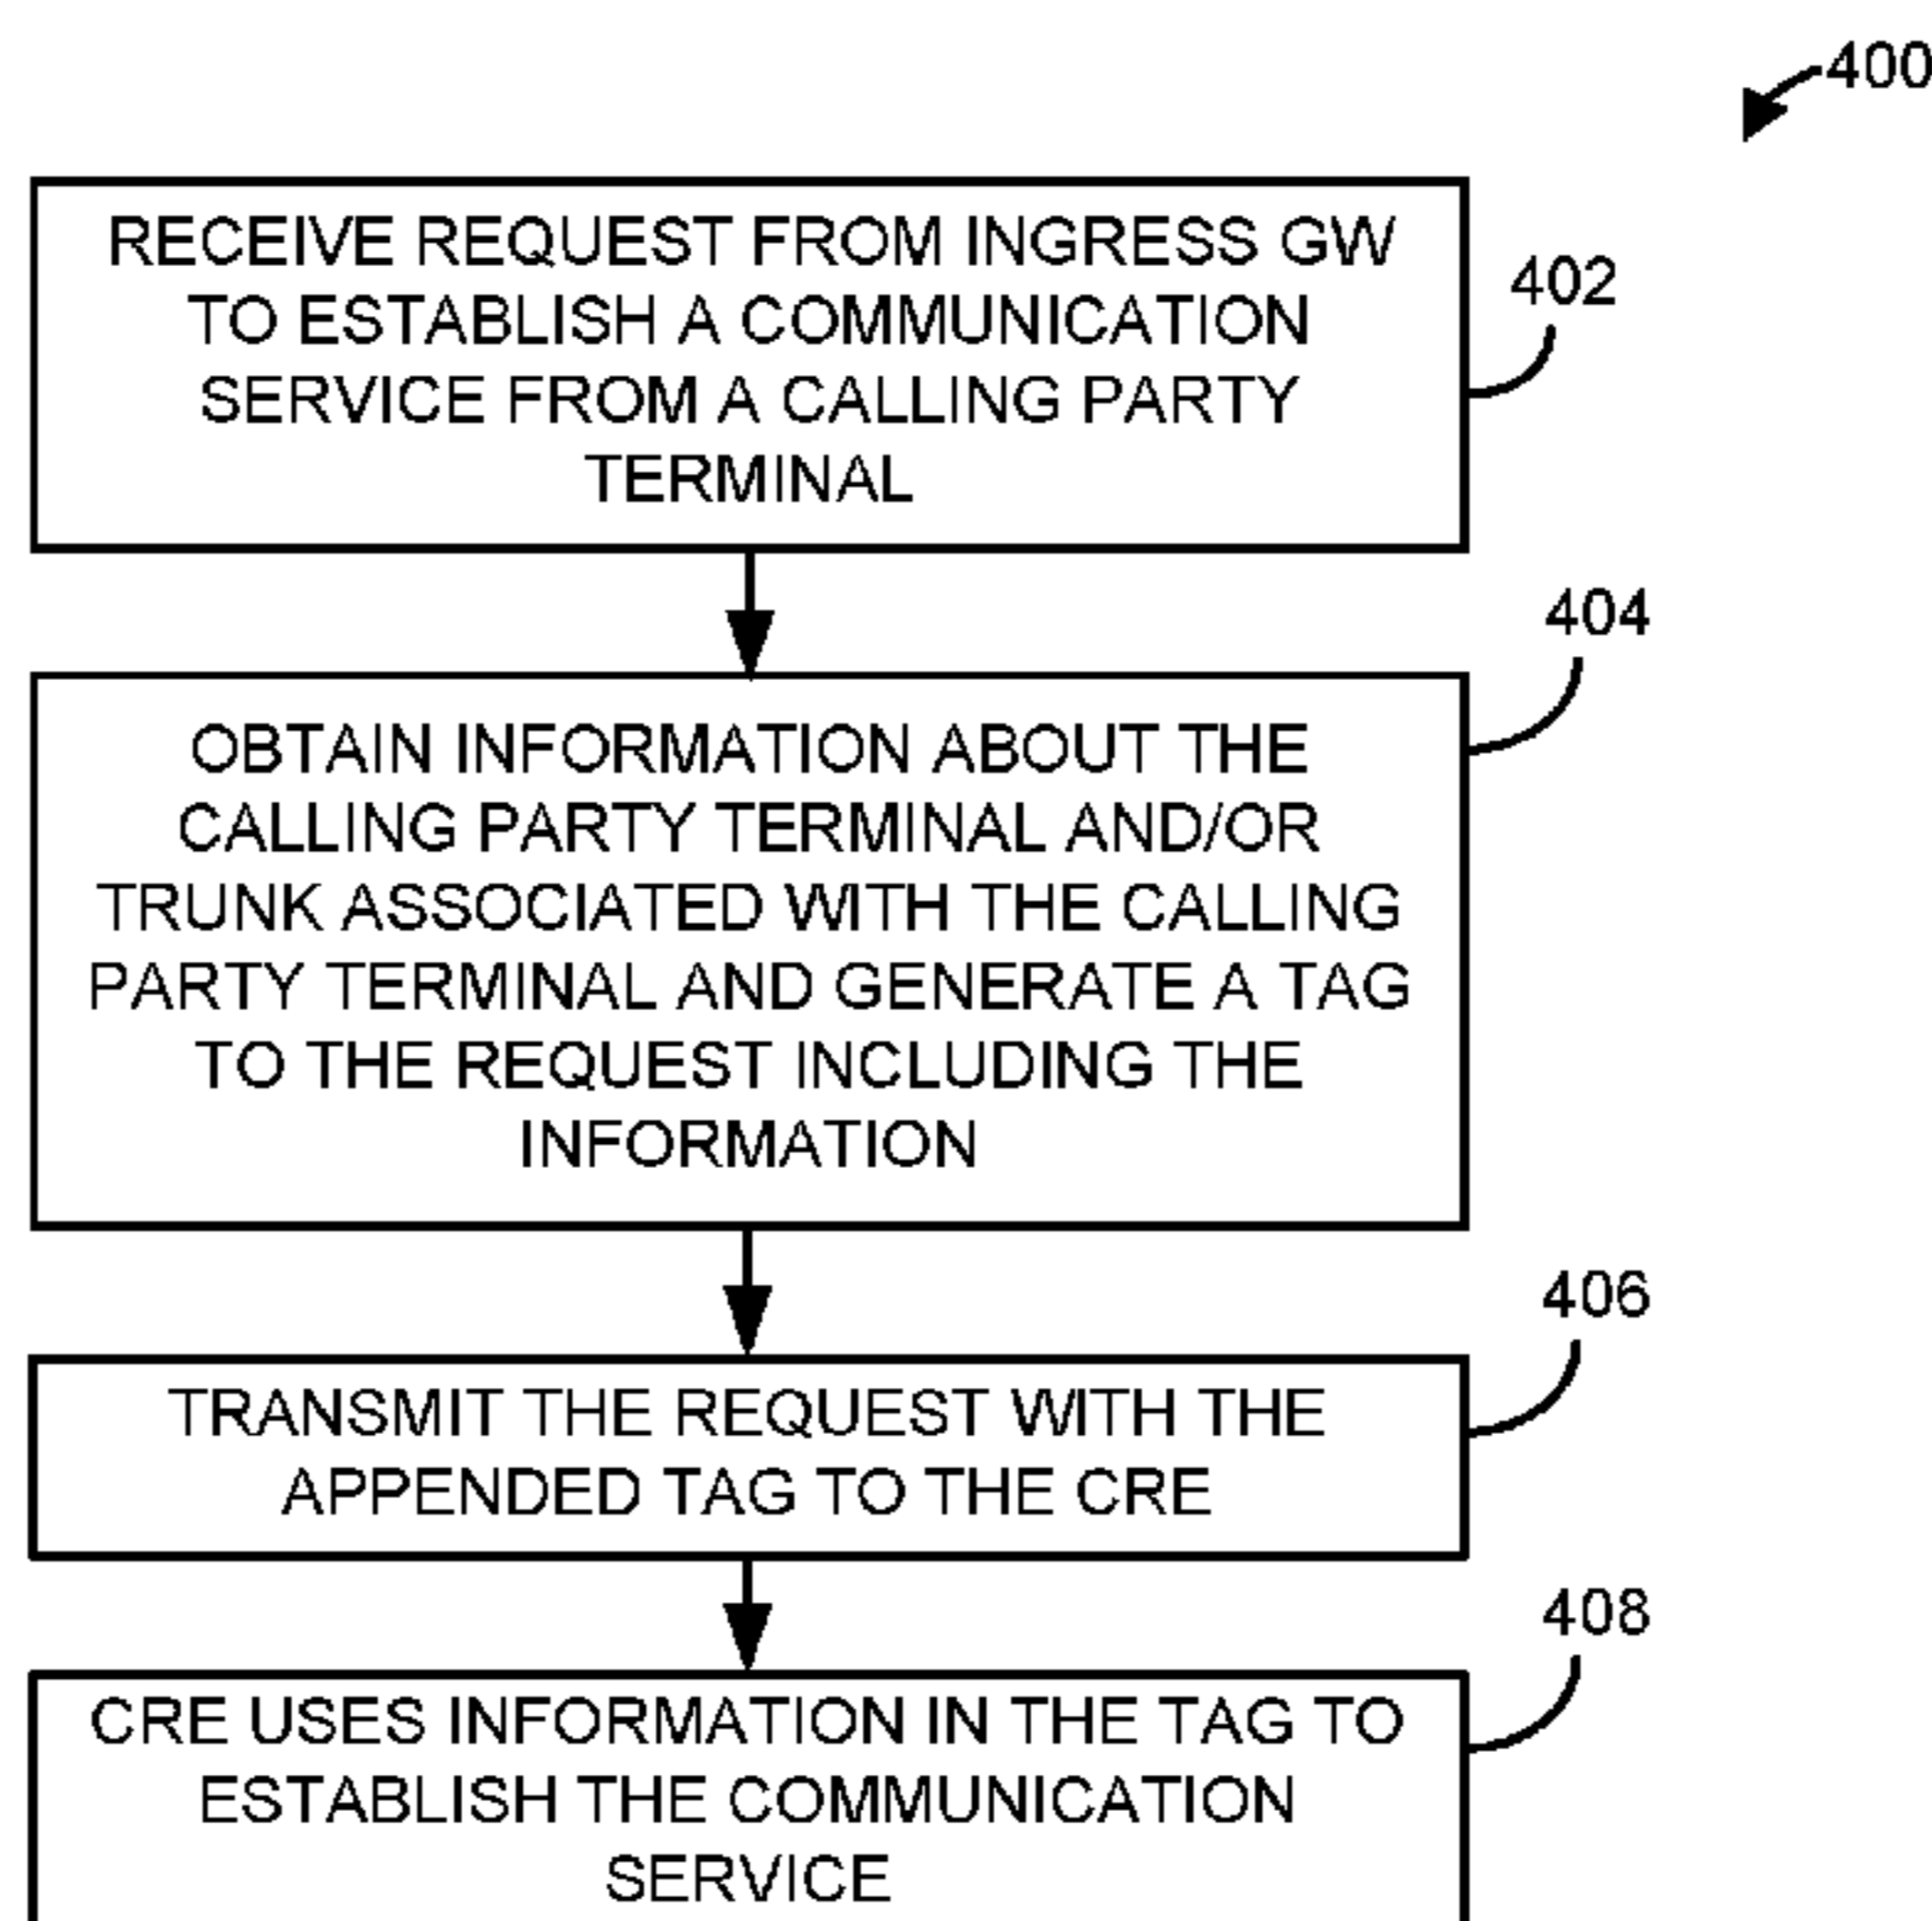 400
RECEIVE REQUEST FROM INGRESS GW
TO ESTABLISH A COMMUNICATION
SERVICE FROM A CALLING PARTY
TERMINAL
402
OBTAIN INFORMATION ABOUT THE
CALLING PARTY TERMINAL AND/OR
TRUNK ASSOCIATED WITH THE CALLING
PARTY TERMINAL AND GENERATE A TAG
TO THE REQUEST INCLUDING THE
INFORMATION
404
TRANSMIT THE REQUEST WITH THE
APPENDED TAG TO THE CRE
406
CRE USES INFORMATION IN THE TAG TO
ESTABLISH THE COMMUNICATION
SERVICE
408